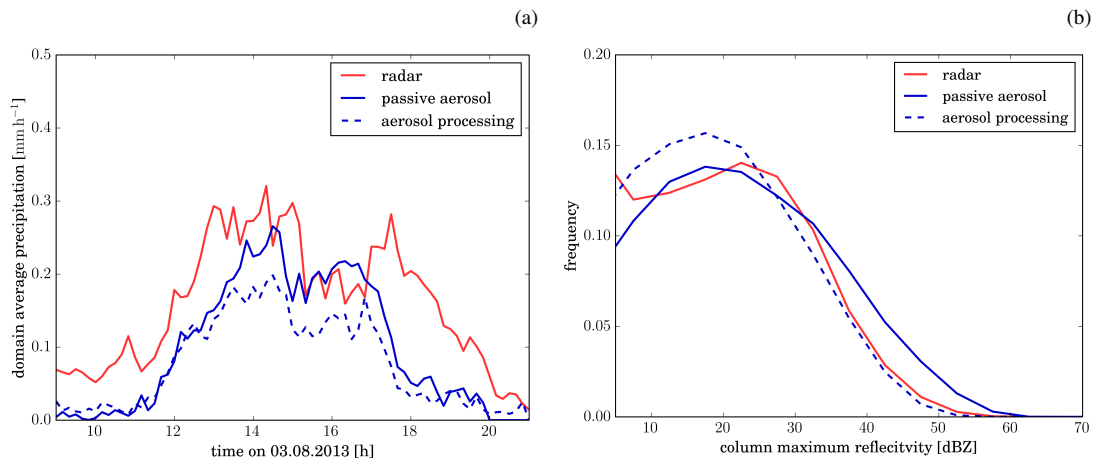 (a)
0.5
0.4
0.3
0.2
0.1
0.0
domain average precipitation [mm h⁻¹]
radar
passive aerosol
aerosol processing
10 12 14 16 18 20
time on 03.08.2013 [h]
(b)
0.20
0.15
0.10
0.05
0.00
frequency
radar
passive aerosol
aerosol processing
10 20 30 40 50 60 70
column maximum reflecitvity [dBZ]